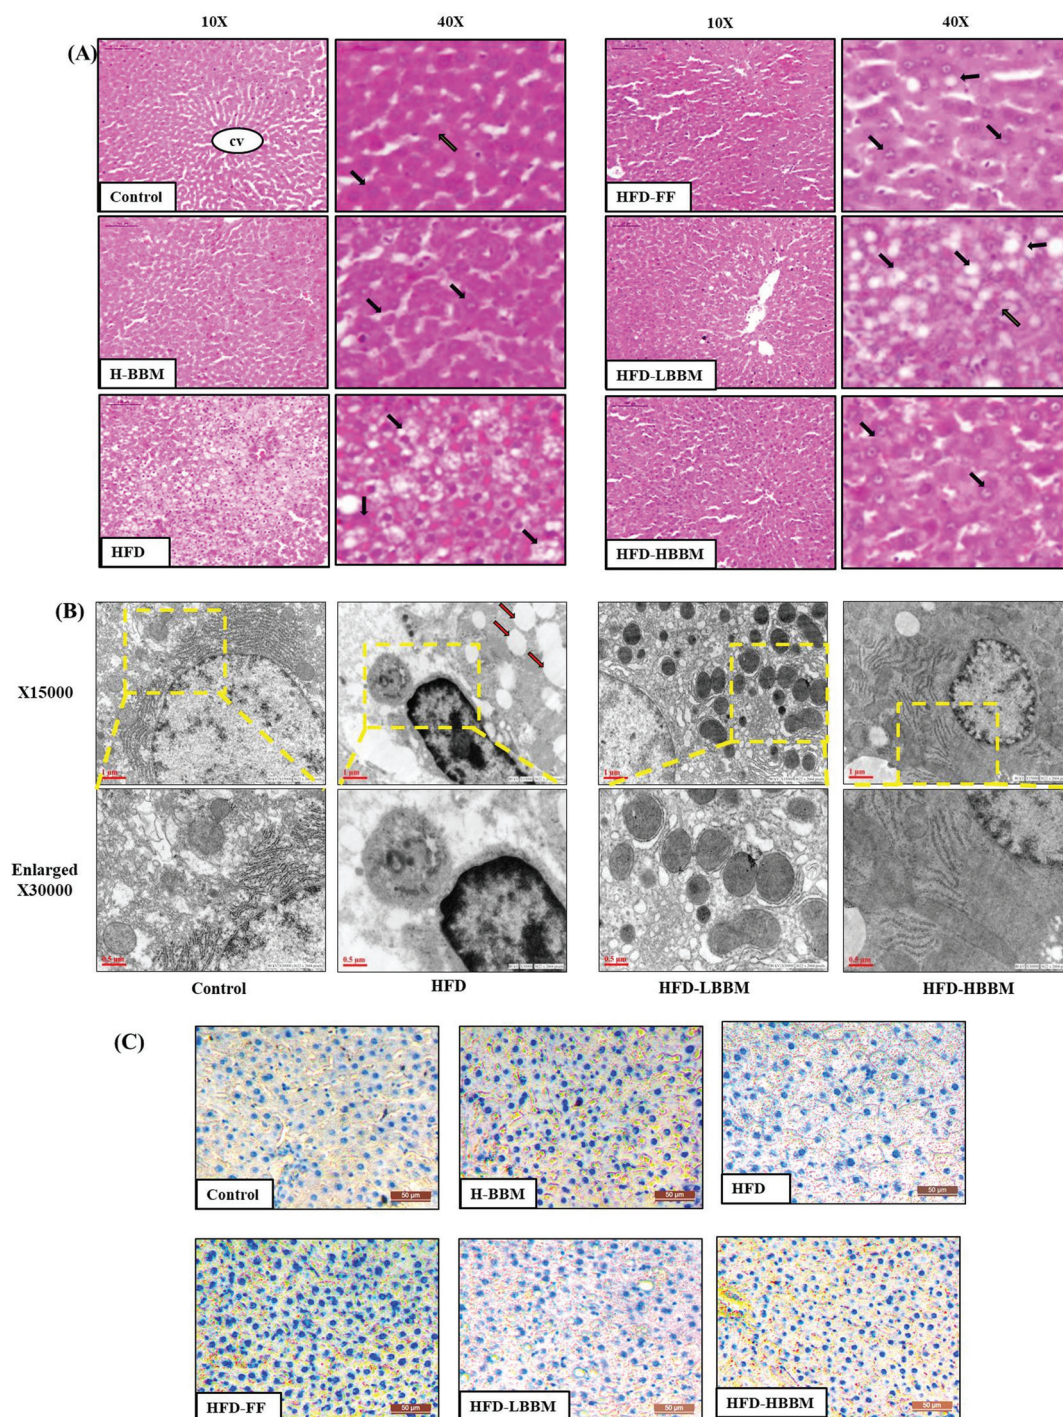 10X 40X 10X 40X
(A)
cv
Control
HFD-FF
H-BBM
HFD-LBBM
HFD
HFD-HBBM
(B)
X15000
1 µm 1 µm 1 µm 1 µm
Enlarged
X30000
0.5 µm 0.5 µm 0.5 µm 0.5 µm
Control HFD HFD-LBBM HFD-HBBM
(C)
Control 50 µm
H-BBM 50 µm
HFD 50 µm
HFD-FF 50 µm
HFD-LBBM 50 µm
HFD-HBBM 50 µm